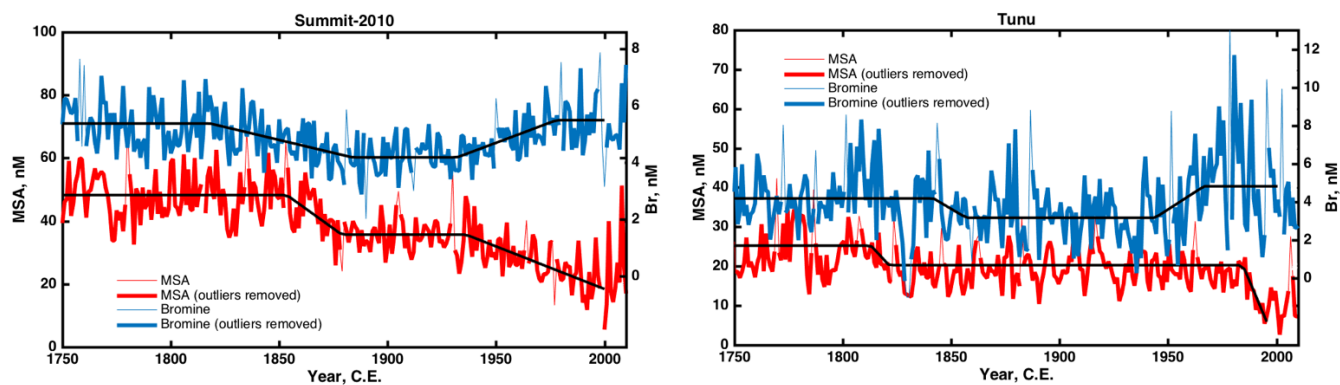 Summit-2010
100
80
60
40
20
0
MSA, nM
8
6
4
2
0
Br, nM
MSA
MSA (outliers removed)
Bromine
Bromine (outliers removed)
1750 1800 1850 1900 1950 2000
Year, C.E.
Tunu
80
70
60
50
40
30
20
10
0
MSA, nM
12
10
8
6
4
2
0
Br, nM
MSA
MSA (outliers removed)
Bromine
Bromine (outliers removed)
1750 1800 1850 1900 1950 2000
Year, C.E.